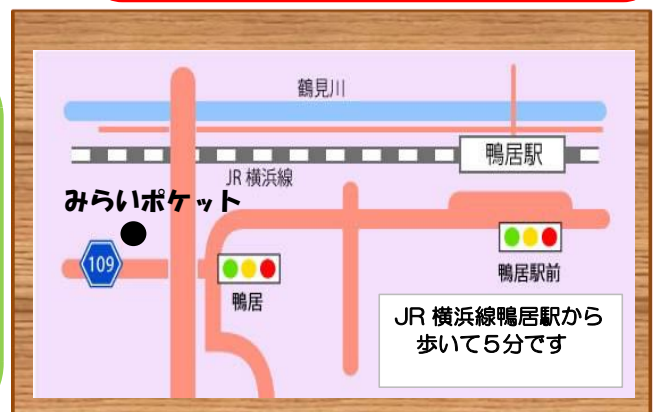 鶴見川
鴨居駅
JR 横浜線
みらいポケット
109
鴨居
鴨居駅前
JR 横浜線鴨居駅から
歩いて５分です